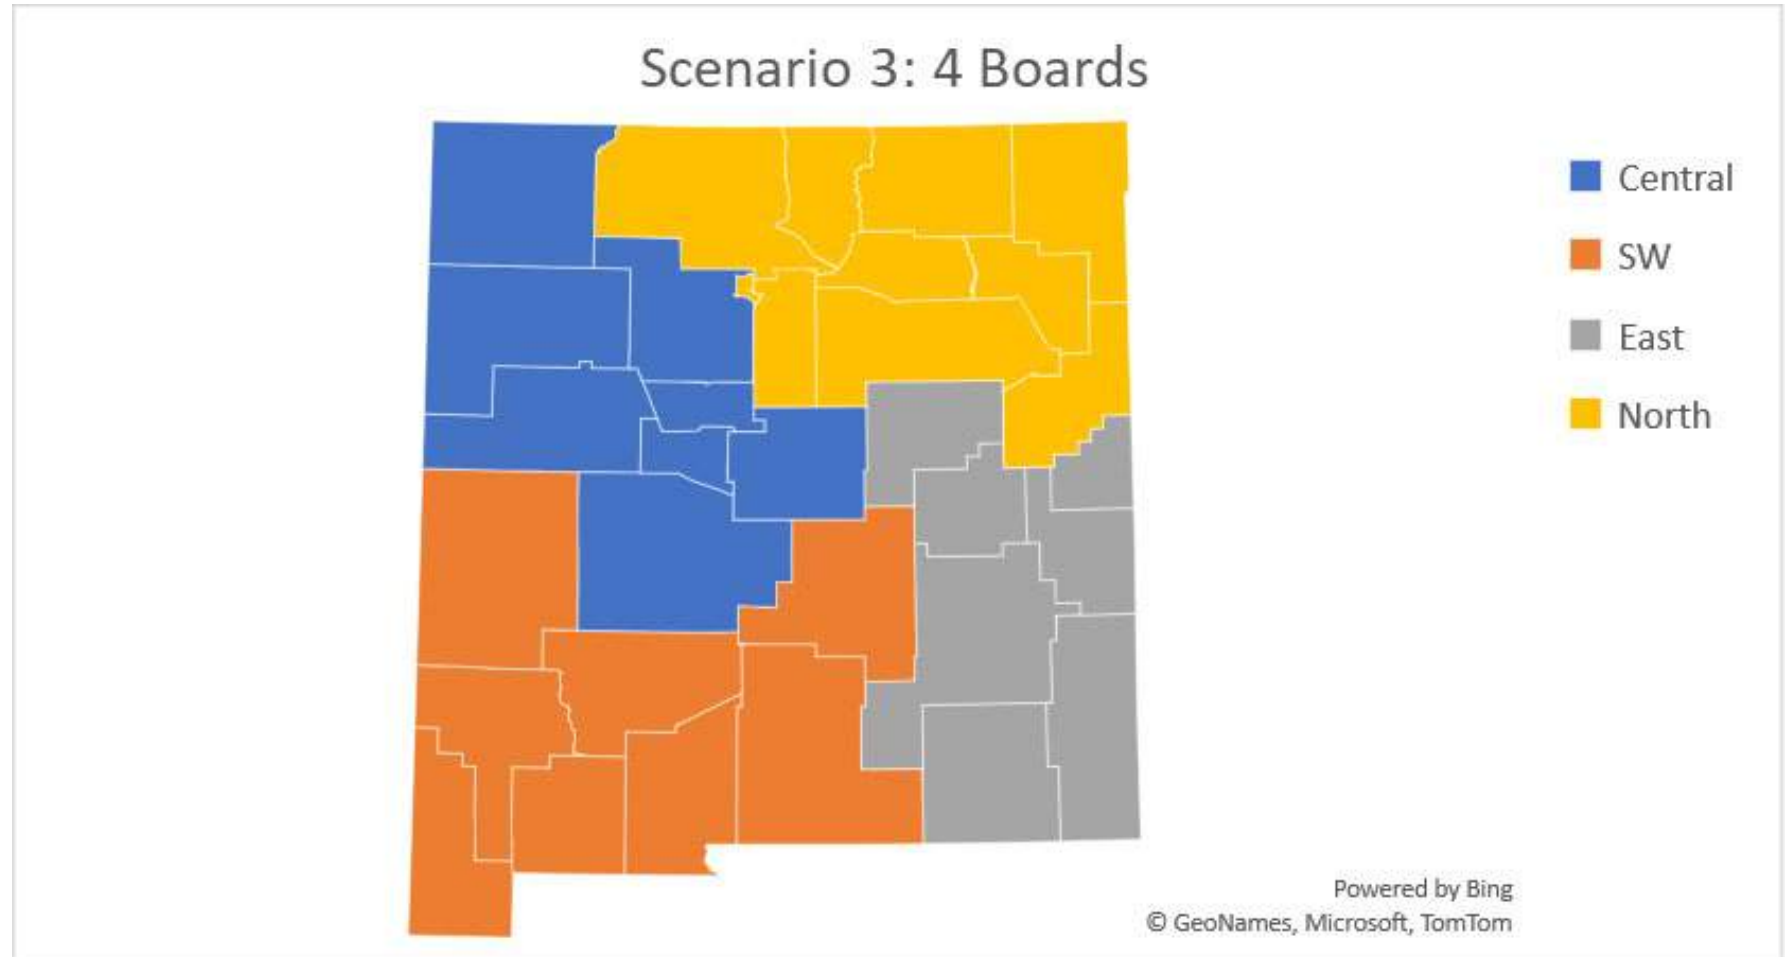 Scenario 3: 4 Boards
Central
SW
East
North
Powered by Bing
© GeoNames, Microsoft, TomTom